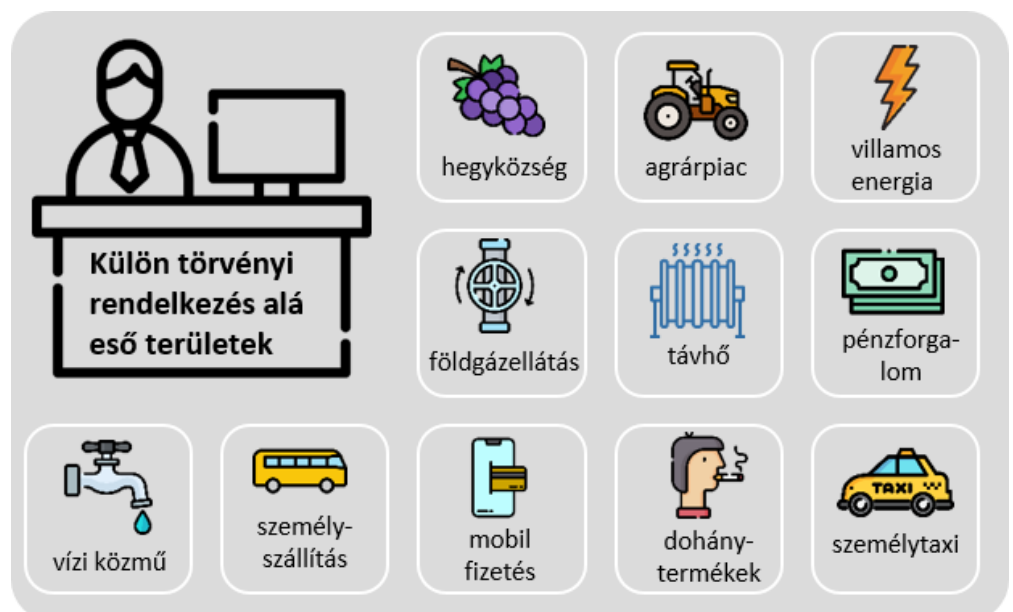 Külön törvényi
rendelkezés alá
eső területek
hegyközség
agrárpiac
villamos
energia
földgázellátás
távhő
pénzforga-
lom
vízi közmű
személy-
szállítás
mobil
fizetés
dohány-
termékek
TAXI
személytaxi